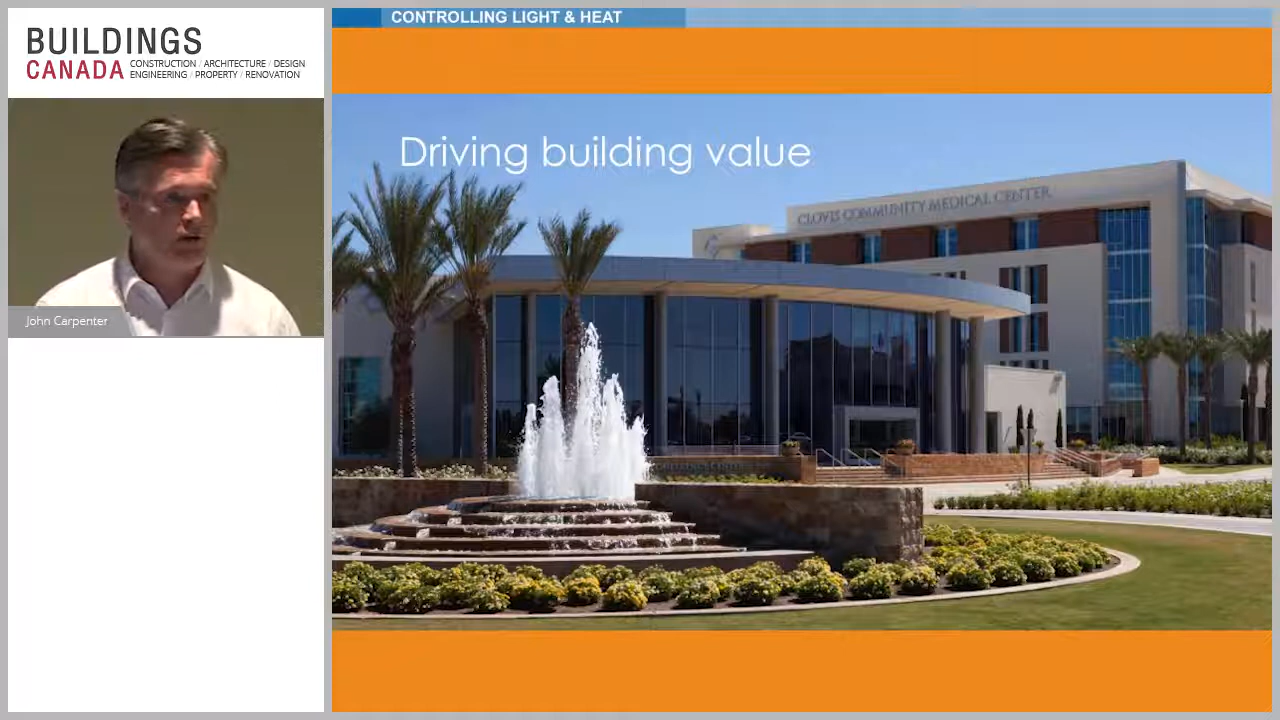 BUILDINGS
CANADA
CONSTRUCTION / ARCHITECTURE / DESIGN
ENGINEERING / PROPERTY / RENOVATION
John Carpenter
CONTROLLING LIGHT & HEAT
Driving building value
CLOVIS COMMUNITY MEDICAL CENTER